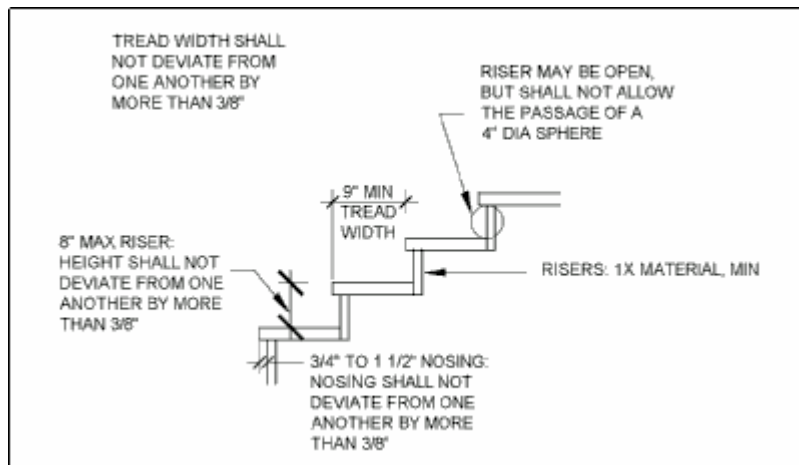 TREAD WIDTH SHALL
NOT DEVIATE FROM
ONE ANOTHER BY
MORE THAN 3/8"
RISER MAY BE OPEN,
BUT SHALL NOT ALLOW
THE PASSAGE OF A
4" DIA SPHERE
9" MIN
TREAD
WIDTH
8" MAX RISER:
HEIGHT SHALL NOT
DEVIATE FROM ONE
ANOTHER BY MORE
THAN 3/8"
RISERS: 1X MATERIAL, MIN
3/4" TO 1 1/2" NOSING:
NOSING SHALL NOT
DEVIATE FROM ONE
ANOTHER BY MORE
THAN 3/8"